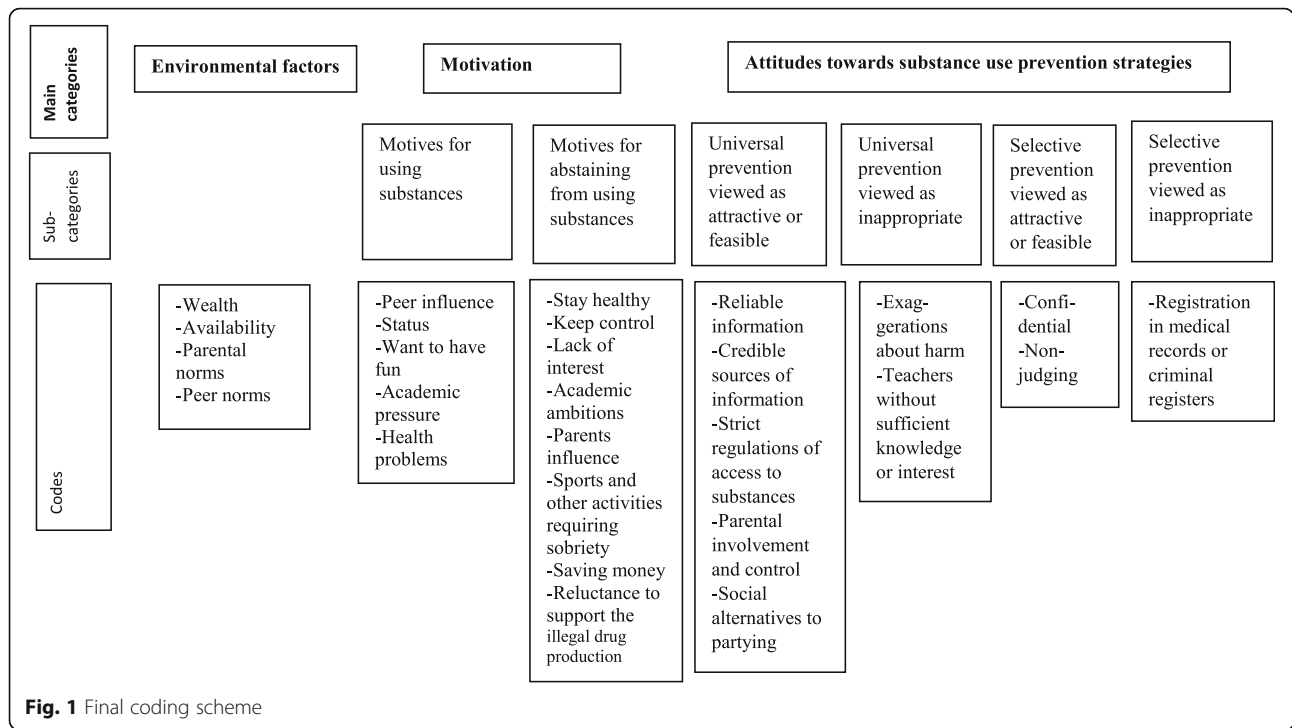 Main
categories
Environmental factors
Motivation
Attitudes towards substance use prevention strategies
Sub-
categories
Motives for
using
substances
Motives for
abstaining
from using
substances
Universal
prevention
viewed as
attractive or
feasible
Universal
prevention
viewed as
inappropriate
Selective
prevention
viewed as
attractive
or feasible
Selective
prevention
viewed as
inappropriate
Codes
-Wealth
-Availability
-Parental
norms
-Peer norms
-Peer influence
-Status
-Want to have
fun
-Academic
pressure
-Health
problems
-Stay healthy
-Keep control
-Lack of
interest
-Academic
ambitions
-Parents
influence
-Sports and
other activities
requiring
sobriety
-Saving money
-Reluctance to
support the
illegal drug
production
-Reliable
information
-Credible
sources of
information
-Strict
regulations of
access to
substances
-Parental
involvement
and control
-Social
alternatives to
partying
-Exag-
gerations
about harm
-Teachers
without
sufficient
knowledge
or interest
-Confi-
dential
-Non-
judging
-Registration
in medical
records or
criminal
registers
Fig. 1 Final coding scheme